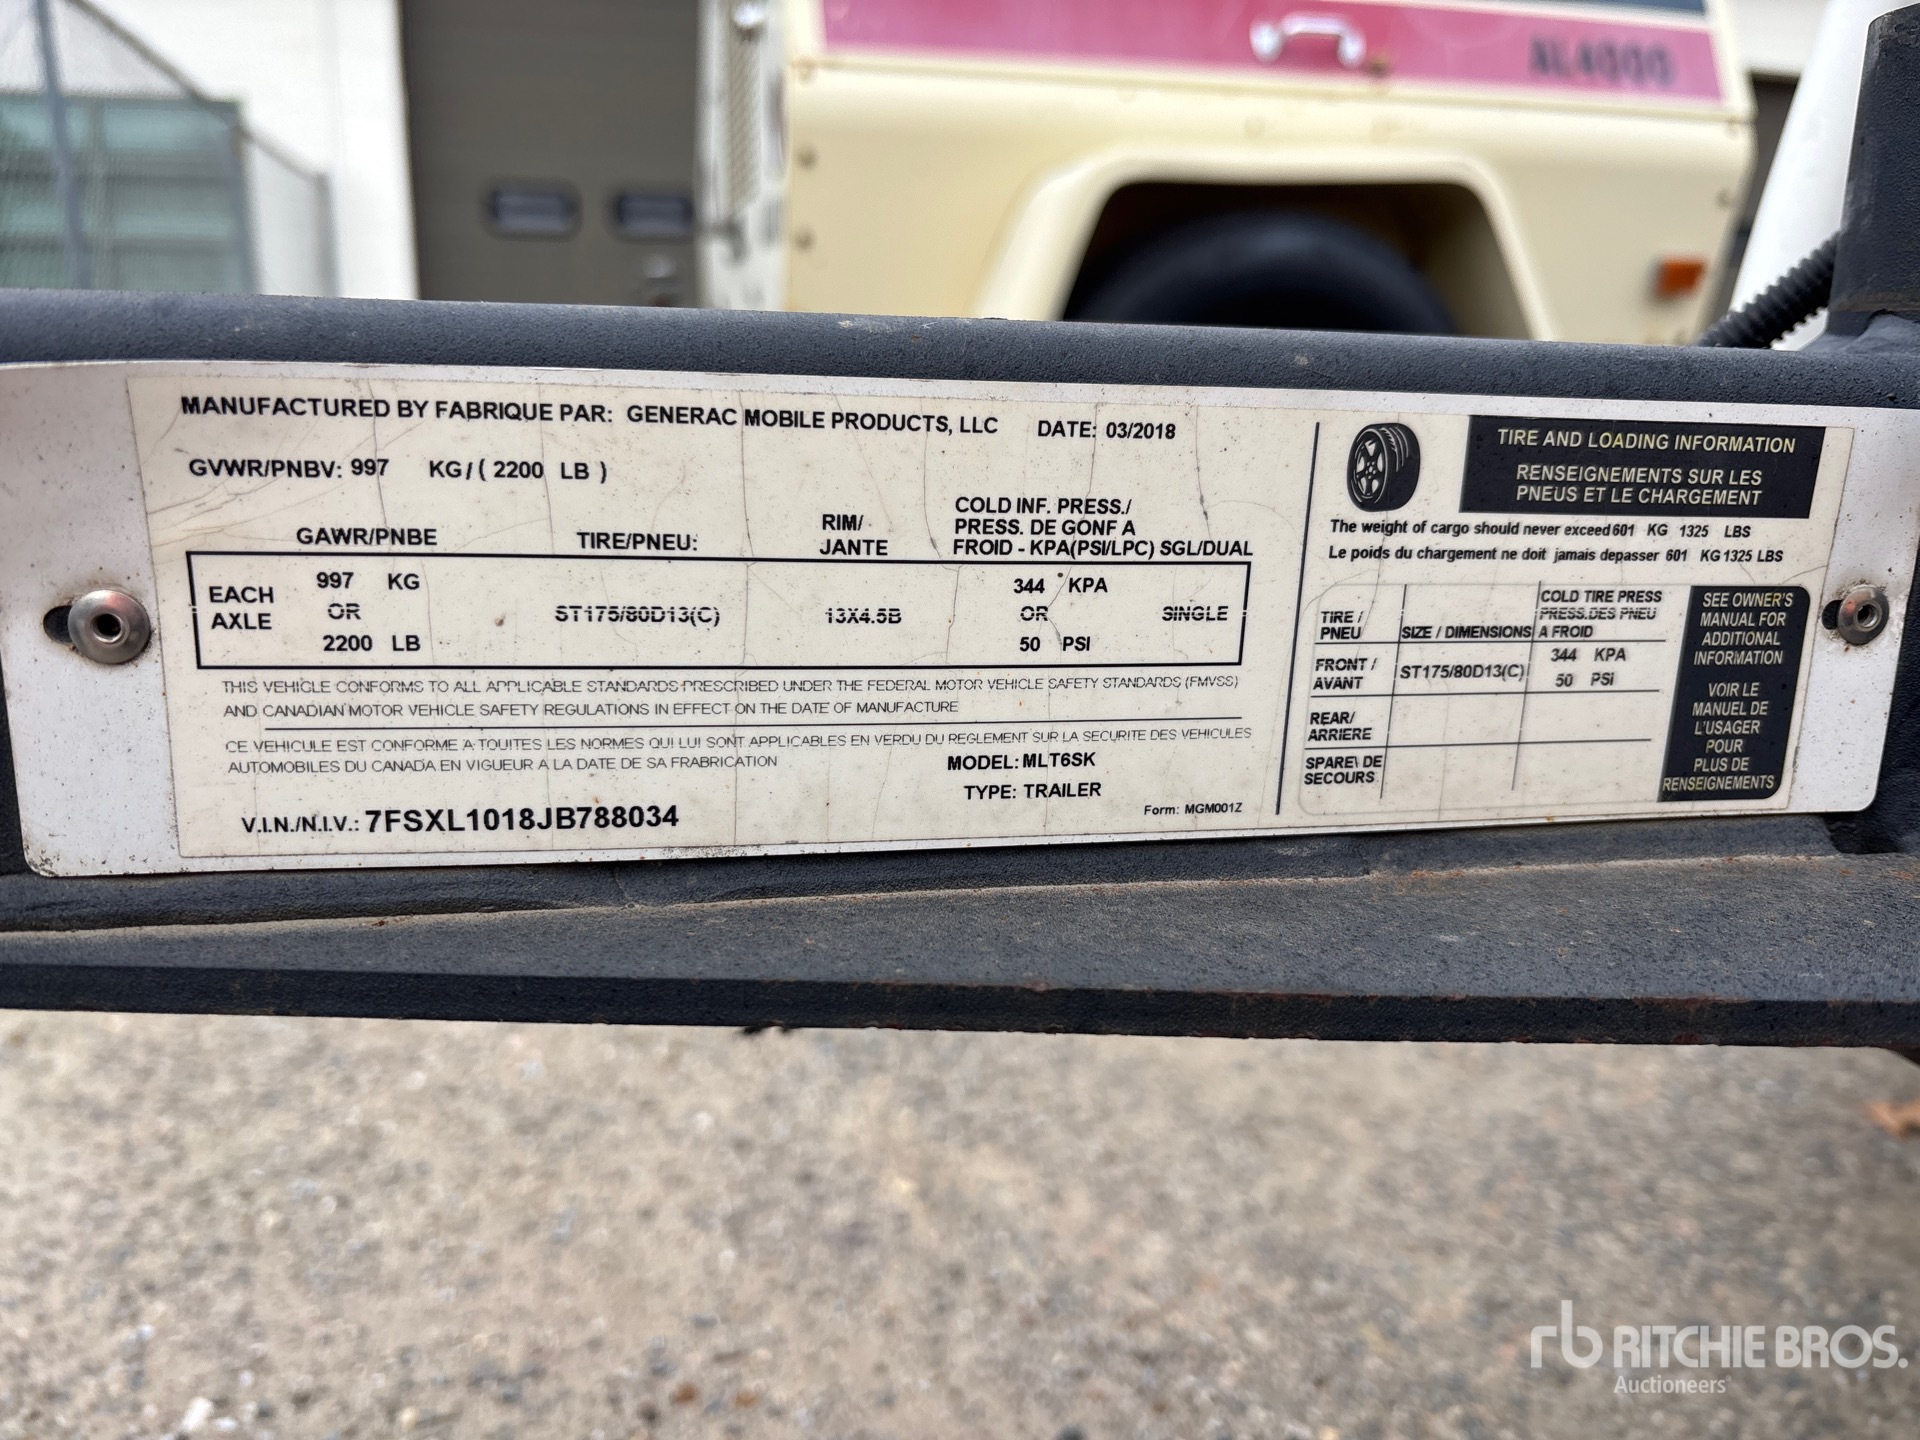 AL4000
MANUFACTURED BY FABRIQUE PAR: GENERAC MOBILE PRODUCTS, LLC DATE: 03/2018
GVWR/PNBV: 997 KG/ ( 2200 LB )
GAWR/PNBE TIRE/PNEU: RIM/ JANTE COLD INF. PRESS./ PRESS. DE GONF A FROID - KPA(PSI/LPC) SGL/DUAL
EACH AXLE 997 KG OR 2200 LB ST175/80D13(C) 13X4.5B 344 KPA OR 50 PSI SINGLE
THIS VEHICLE CONFORMS TO ALL APPLICABLE STANDARDS PRESCRIBED UNDER THE FEDERAL MOTOR VEHICLE SAFETY STANDARDS (FMVSS)
AND CANADIAN MOTOR VEHICLE SAFETY REGULATIONS IN EFFECT ON THE DATE OF MANUFACTURE
CE VEHICULE EST CONFORME A TOUITES LES NORMES QUI LUI SONT APPLICABLES EN VERDU DU REGLEMENT SUR LA SECURITE DES VEHICULES
AUTOMOBILES DU CANADA EN VIGUEUR A LA DATE DE SA FRABRICATION
MODEL: MLT6SK
TYPE: TRAILER
V.I.N./N.I.V.: 7FSXL1018JB788034
Form: MGM001Z
TIRE AND LOADING INFORMATION
RENSEIGNEMENTS SUR LES
PNEUS ET LE CHARGEMENT
The weight of cargo should never exceed 601 KG 1325 LBS
Le poids du chargement ne doit jamais depasser 601 KG 1325 LBS
TIRE / PNEU SIZE / DIMENSIONS COLD TIRE PRESS PRESS.DES PNEU A FROID
FRONT / AVANT ST175/80D13(C) 344 KPA 50 PSI
REAR/ ARRIERE
SPARE\ DE SECOURS
SEE OWNER'S
MANUAL FOR
ADDITIONAL
INFORMATION
VOIR LE
MANUEL DE
L'USAGER
POUR
PLUS DE
RENSEIGNEMENTS
rb RITCHIE BROS.
Auctioneers